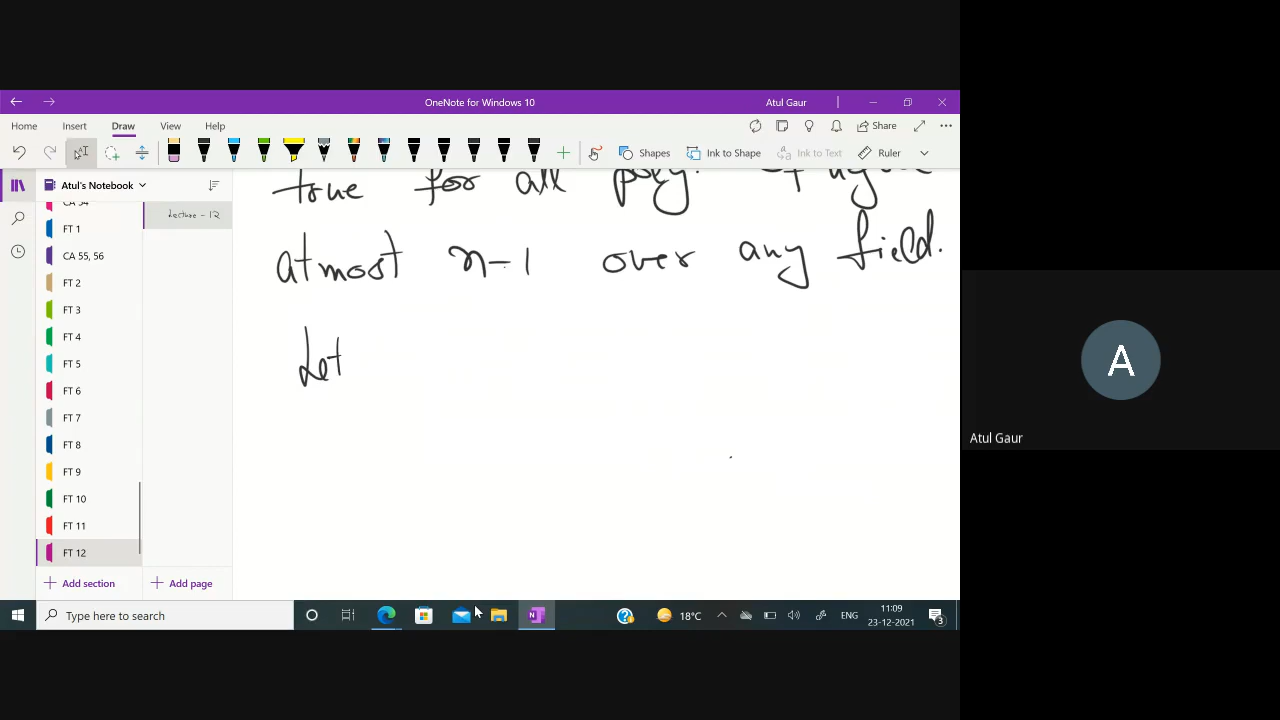 OneNote for Windows 10
Atul Gaur
Home Insert Draw View Help
Share
Shapes
Ink to Shape
Ink to Text
Ruler
Atul's Notebook
CA 54
FT 1
CA 55, 56
FT 2
FT 3
FT 4
FT 5
FT 6
FT 7
FT 8
FT 9
FT 10
FT 11
FT 12
Add section
Add page
Lecture - 12
true for all poly. of
atmost n-1 over any field.
Let
A
Atul Gaur
Type here to search
18°C
ENG
11:09
23-12-2021
3